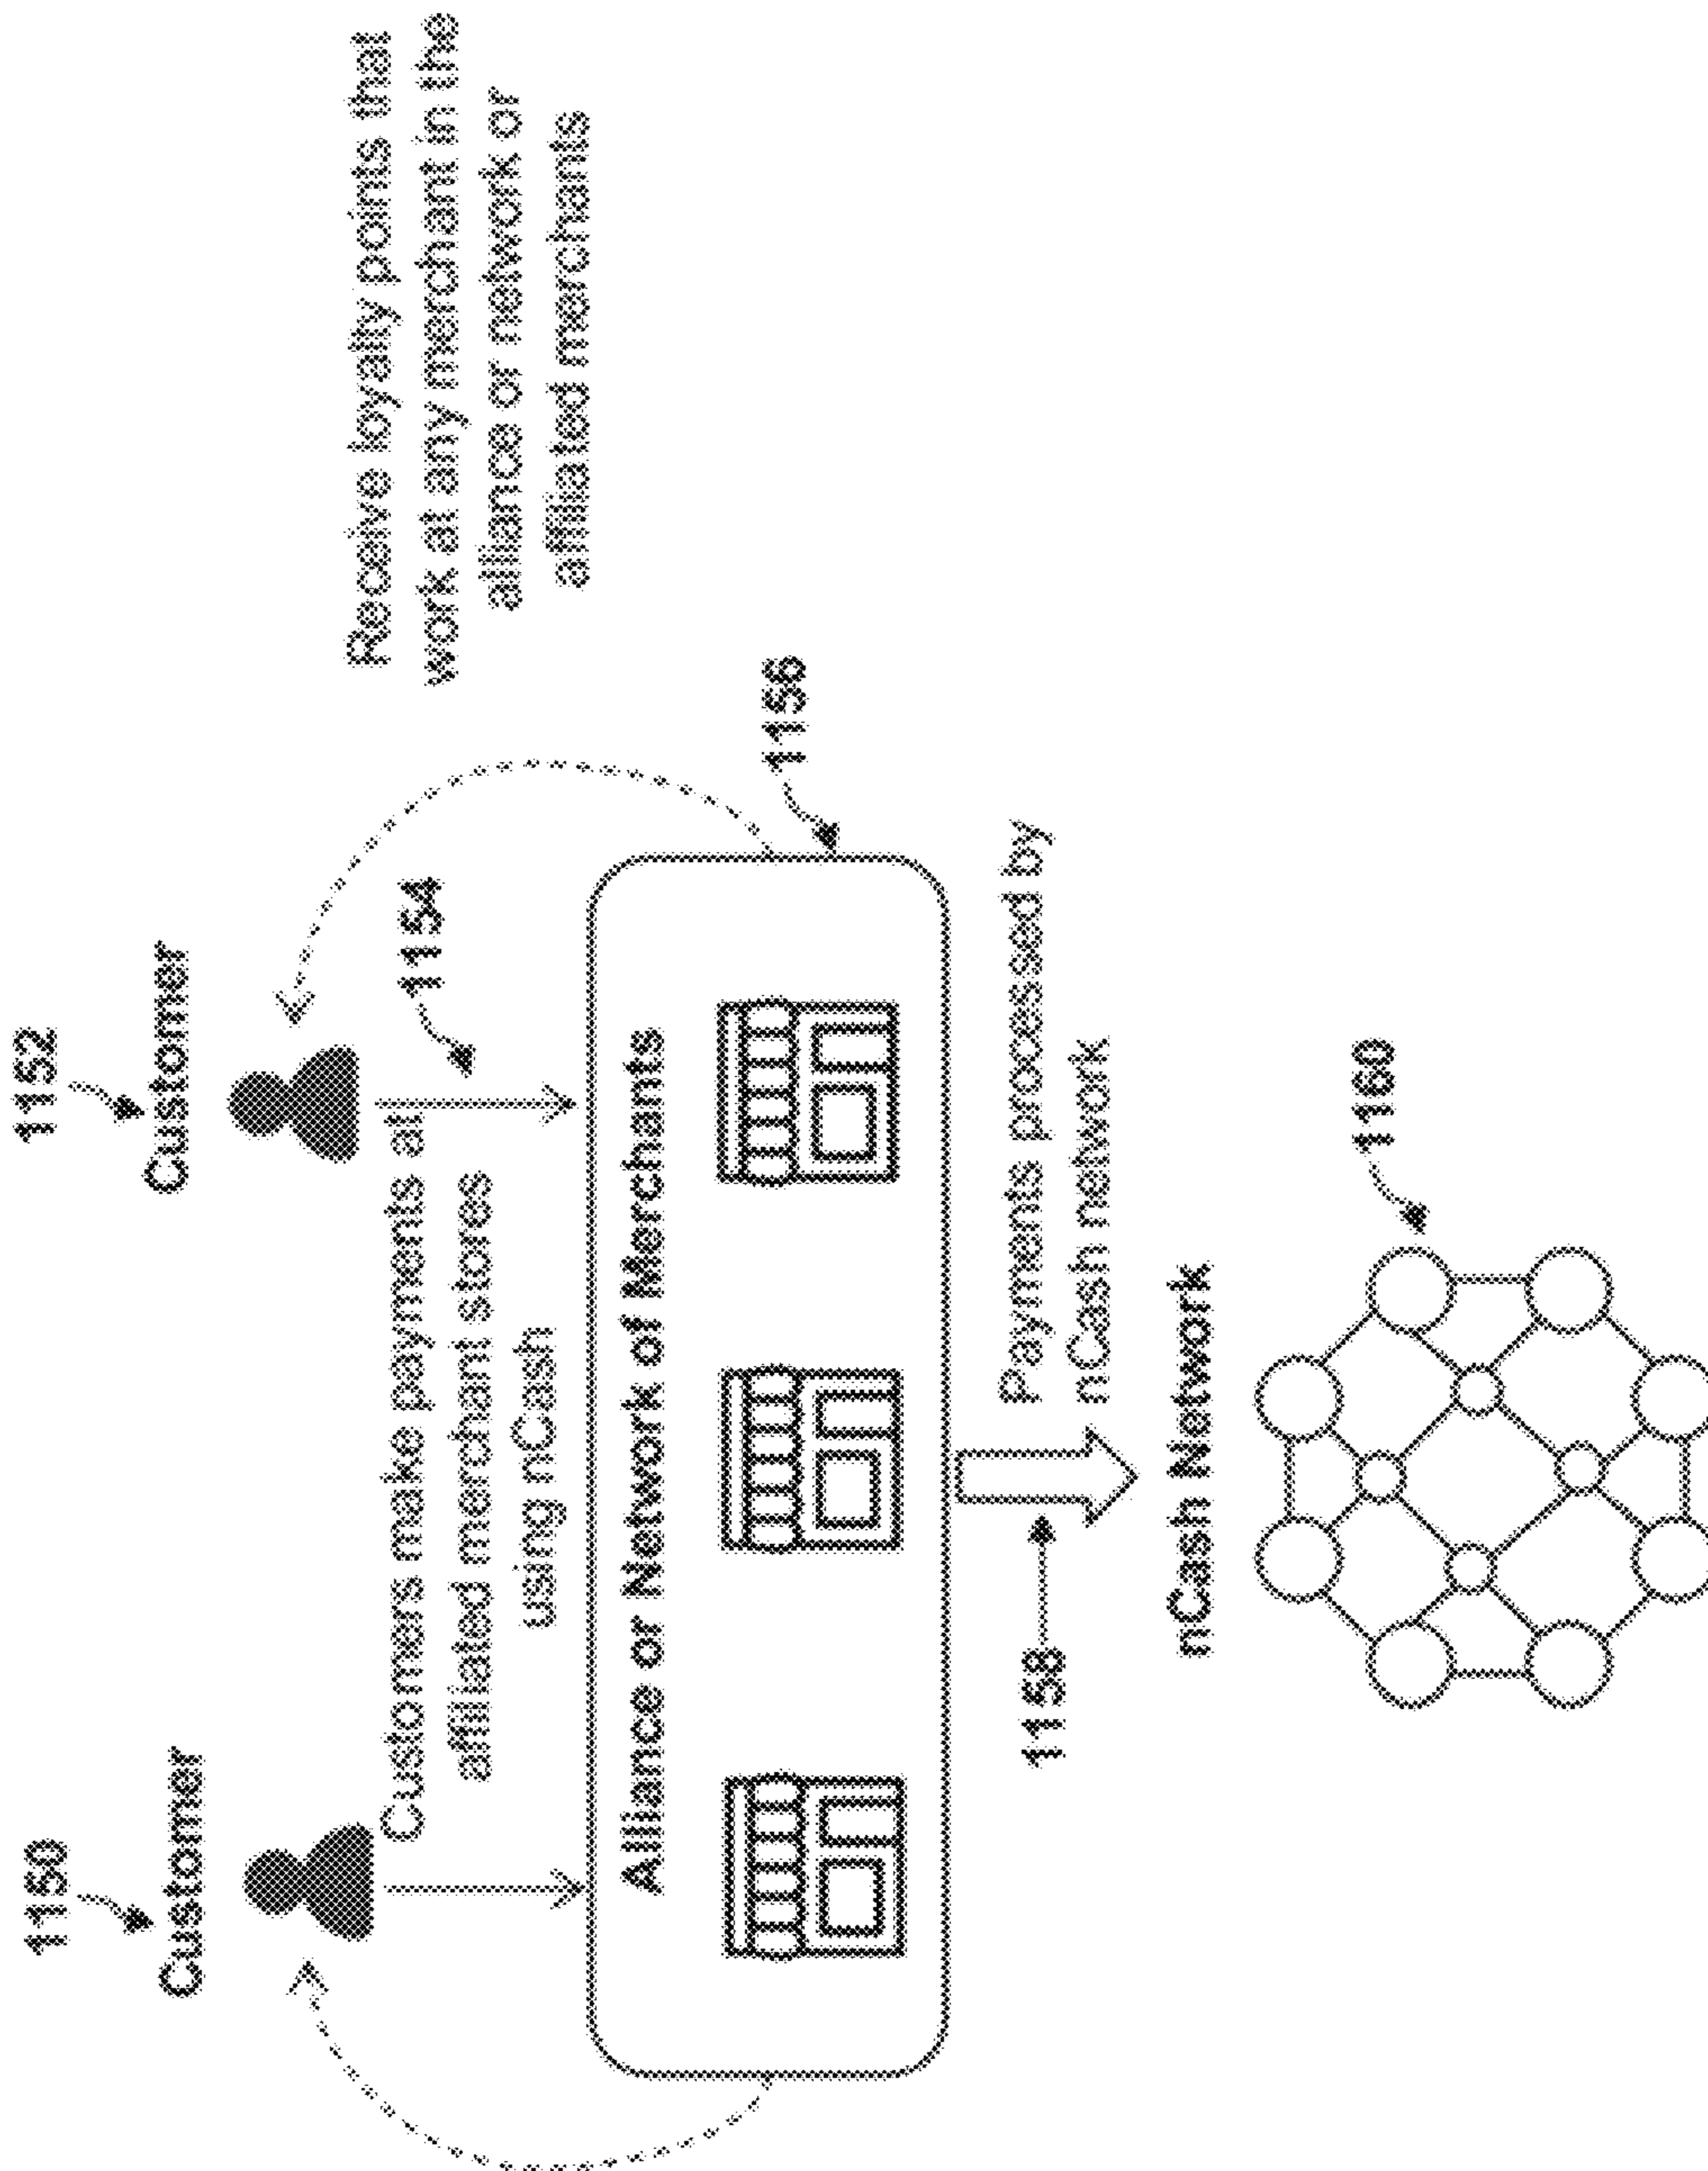 1150
Customer
1152
Customer
Customers make payments at
affiliated merchant stores
using nCash
1154
Receive loyalty points that
work at any merchant in the
alliance or network or
affiliated merchants
Alliance or Network of Merchants
1156
1158
Payments processed by
nCash network
nCash Network
1160